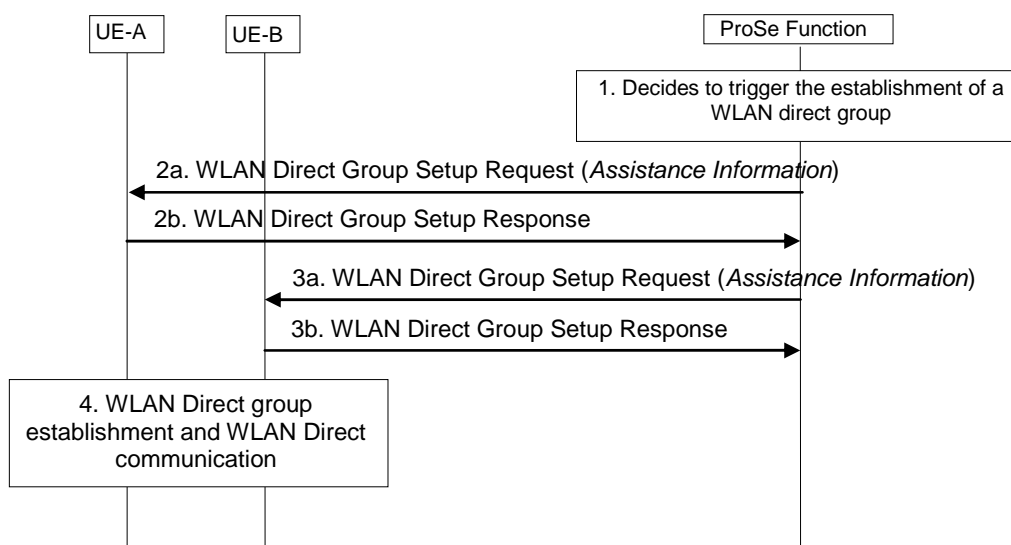 UE-A
UE-B
ProSe Function
1. Decides to trigger the establishment of a
WLAN direct group
2a. WLAN Direct Group Setup Request (Assistance Information)
2b. WLAN Direct Group Setup Response
3a. WLAN Direct Group Setup Request (Assistance Information)
3b. WLAN Direct Group Setup Response
4. WLAN Direct group
establishment and WLAN Direct
communication